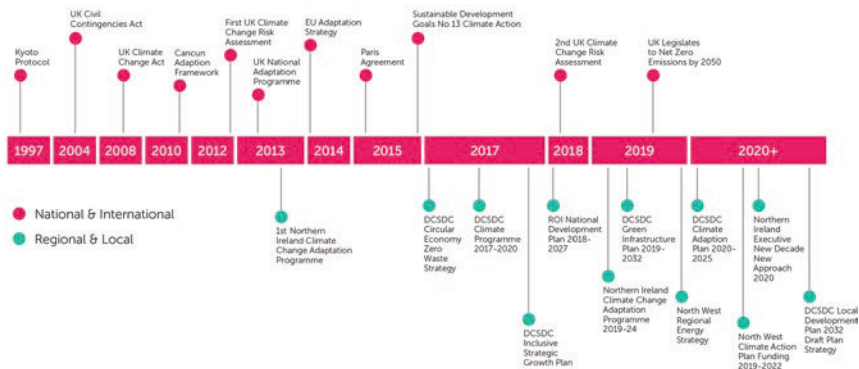 UK Civil
Contingencies Act
First UK Climate
Change Risk
Assessment
EU Adaptation
Strategy
Sustainable Development
Goals No 13 Climate Action
Kyoto
Protocol
UK Climate
Change Act
Cancun
Adaption
Framework
UK National
Adaptation
Programme
Paris
Agreement
2nd UK Climate
Change Risk
Assessment
UK Legislates
to Net Zero
Emissions by 2050
1997
2004
2008
2010
2012
2013
2014
2015
2017
2018
2019
2020+
National & International
Regional & Local
1st Northern
Ireland Climate
Change Adaptation
Programme
DCSDC
Circular
Economy
Zero
Waste
Strategy
DCSDC
Climate
Programme
2017-2020
DCSDC
Inclusive
Strategic
Growth Plan
ROI National
Development
Plan 2018-
2027
Northern Ireland
Climate Change
Adaptation
Programme
2019-24
DCSDC
Green
Infrastructure
Plan 2019-
2032
North West
Regional
Energy
Strategy
DCSDC
Climate
Adaption
Plan 2020-
2025
North West
Climate Action
Plan Funding
2019-2022
Northern
Ireland
Executive
New Decade
New
Approach
2020
DCSDC Local
Development
Plan 2032
Draft Plan
Strategy